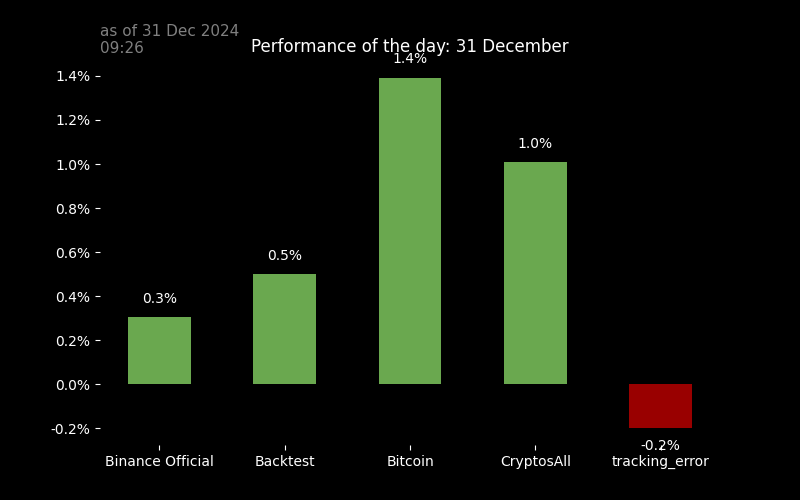 as of 31 Dec 2024
09:26
Performance of the day: 31 December
1.4%
1.4%
1.2%
1.0%
1.0%
0.8%
0.6%
0.5%
0.4%
0.3%
0.2%
0.0%
-0.2%
-0.2%
Binance Official
Backtest
Bitcoin
CryptosAll
tracking_error